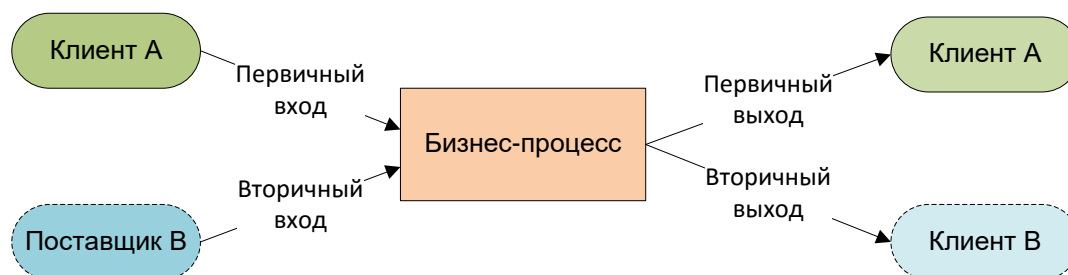 Клиент А
Клиент А
Первичный
вход
Первичный
выход
Бизнес-процесс
Вторичный
вход
Вторичный
выход
Поставщик В
Клиент В